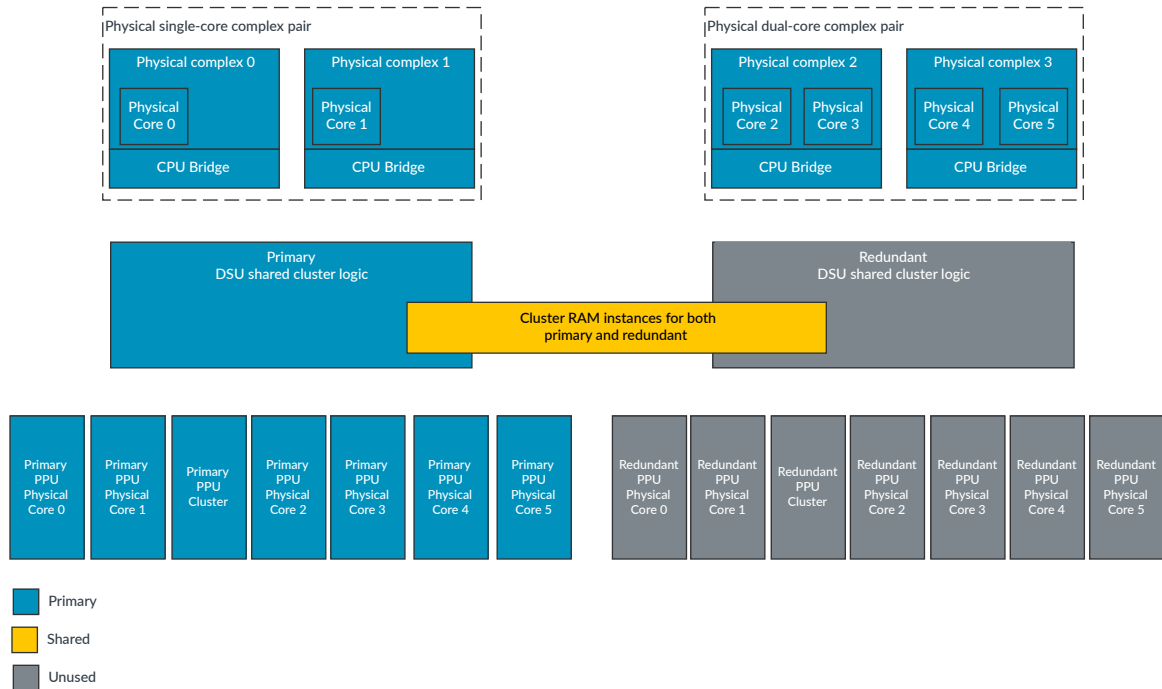 Physical single-core complex pair
Physical dual-core complex pair
Physical complex 0
Physical complex 1
Physical complex 2
Physical complex 3
Physical
Core 0
Physical
Core 1
Physical
Core 2
Physical
Core 3
Physical
Core 4
Physical
Core 5
CPU Bridge
CPU Bridge
CPU Bridge
CPU Bridge
Primary
DSU shared cluster logic
Redundant
DSU shared cluster logic
Cluster RAM instances for both
primary and redundant
Primary
PPU
Physical
Core 0
Primary
PPU
Physical
Core 1
Primary
PPU
Cluster
Primary
PPU
Physical
Core 2
Primary
PPU
Physical
Core 3
Primary
PPU
Physical
Core 4
Primary
PPU
Physical
Core 5
Redundant
PPU
Physical
Core 0
Redundant
PPU
Physical
Core 1
Redundant
PPU
Cluster
Redundant
PPU
Physical
Core 2
Redundant
PPU
Physical
Core 3
Redundant
PPU
Physical
Core 4
Redundant
PPU
Physical
Core 5
Primary
Shared
Unused